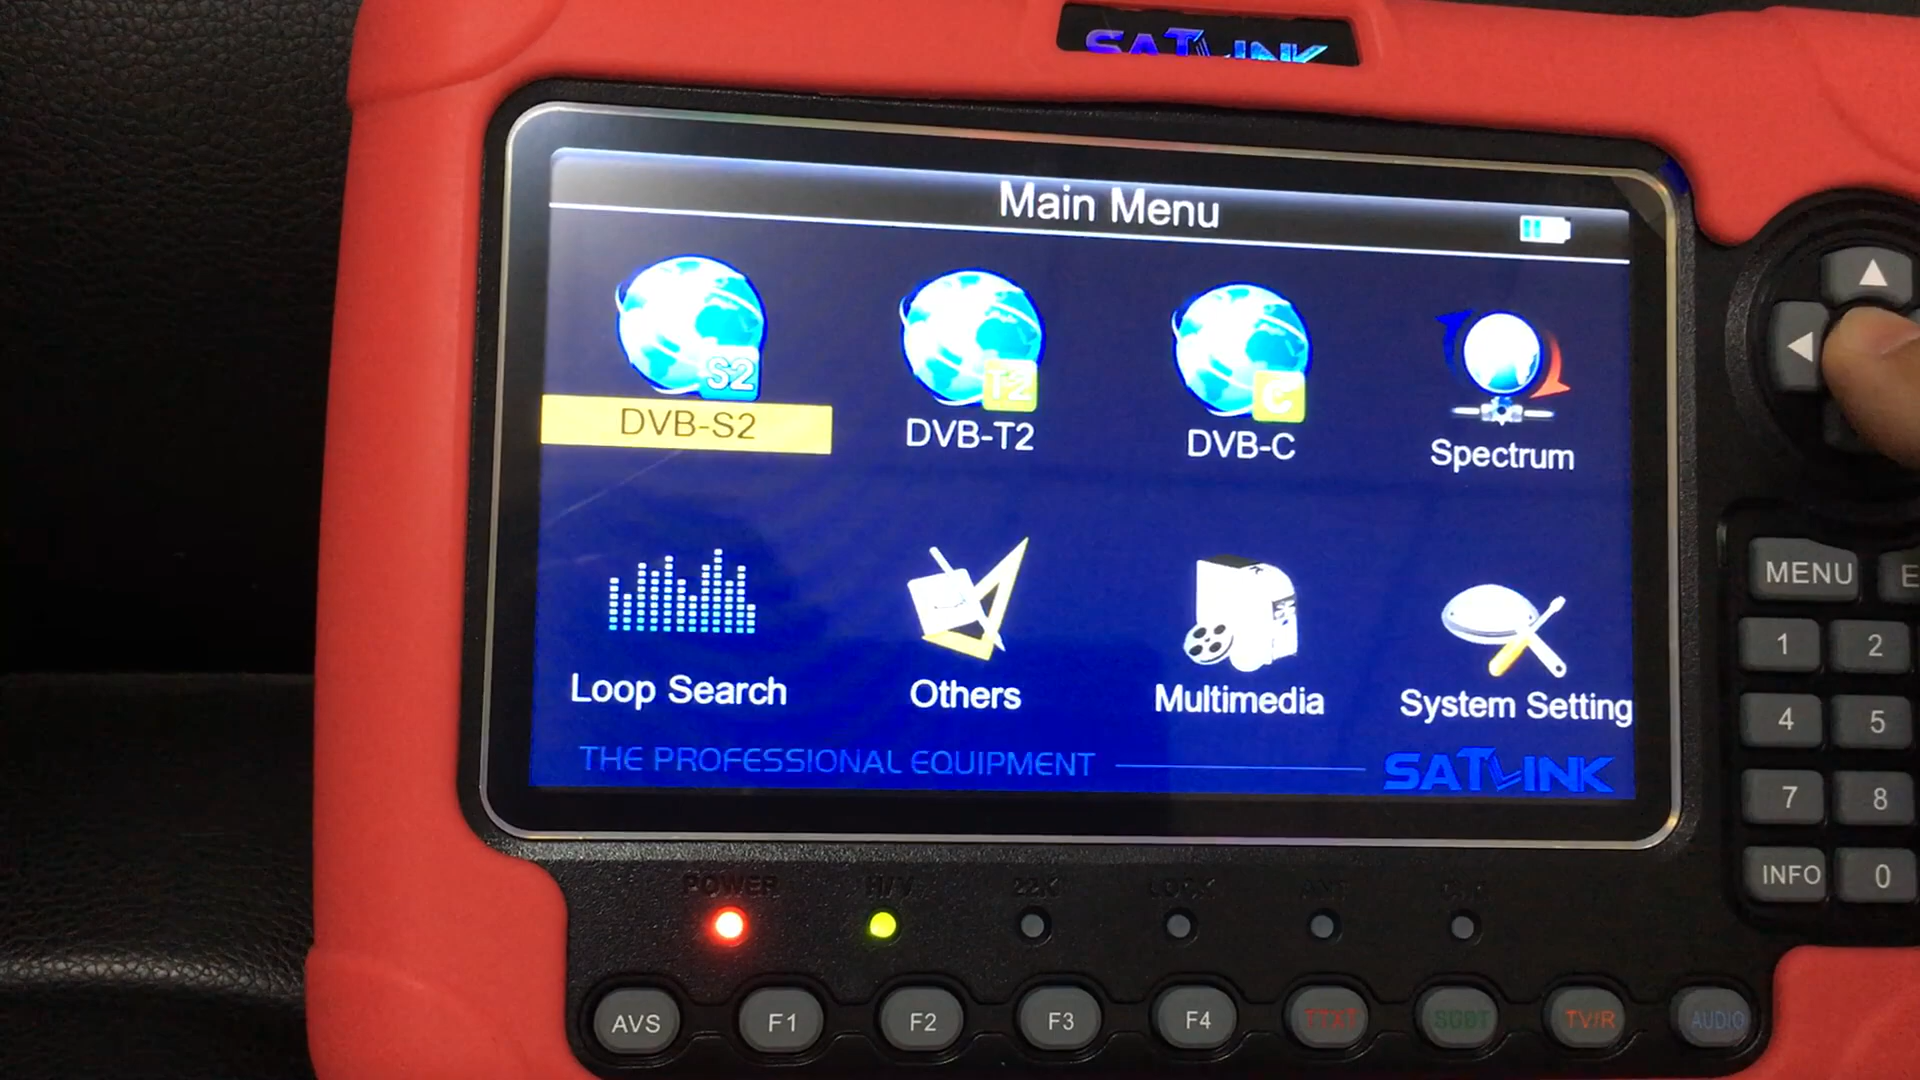 SATLINK
Main Menu
S2
T2
C
DVB-S2
DVB-T2
DVB-C
Spectrum
Loop Search
Others
Multimedia
System Setting
THE PROFESSIONAL EQUIPMENT
SATLINK
MENU
E
1
2
4
5
7
8
INFO
0
POWER
H/V
22K
LOCK
AVS
F1
F2
F3
F4
TTXT
SUBT
TV/R
AUDIO